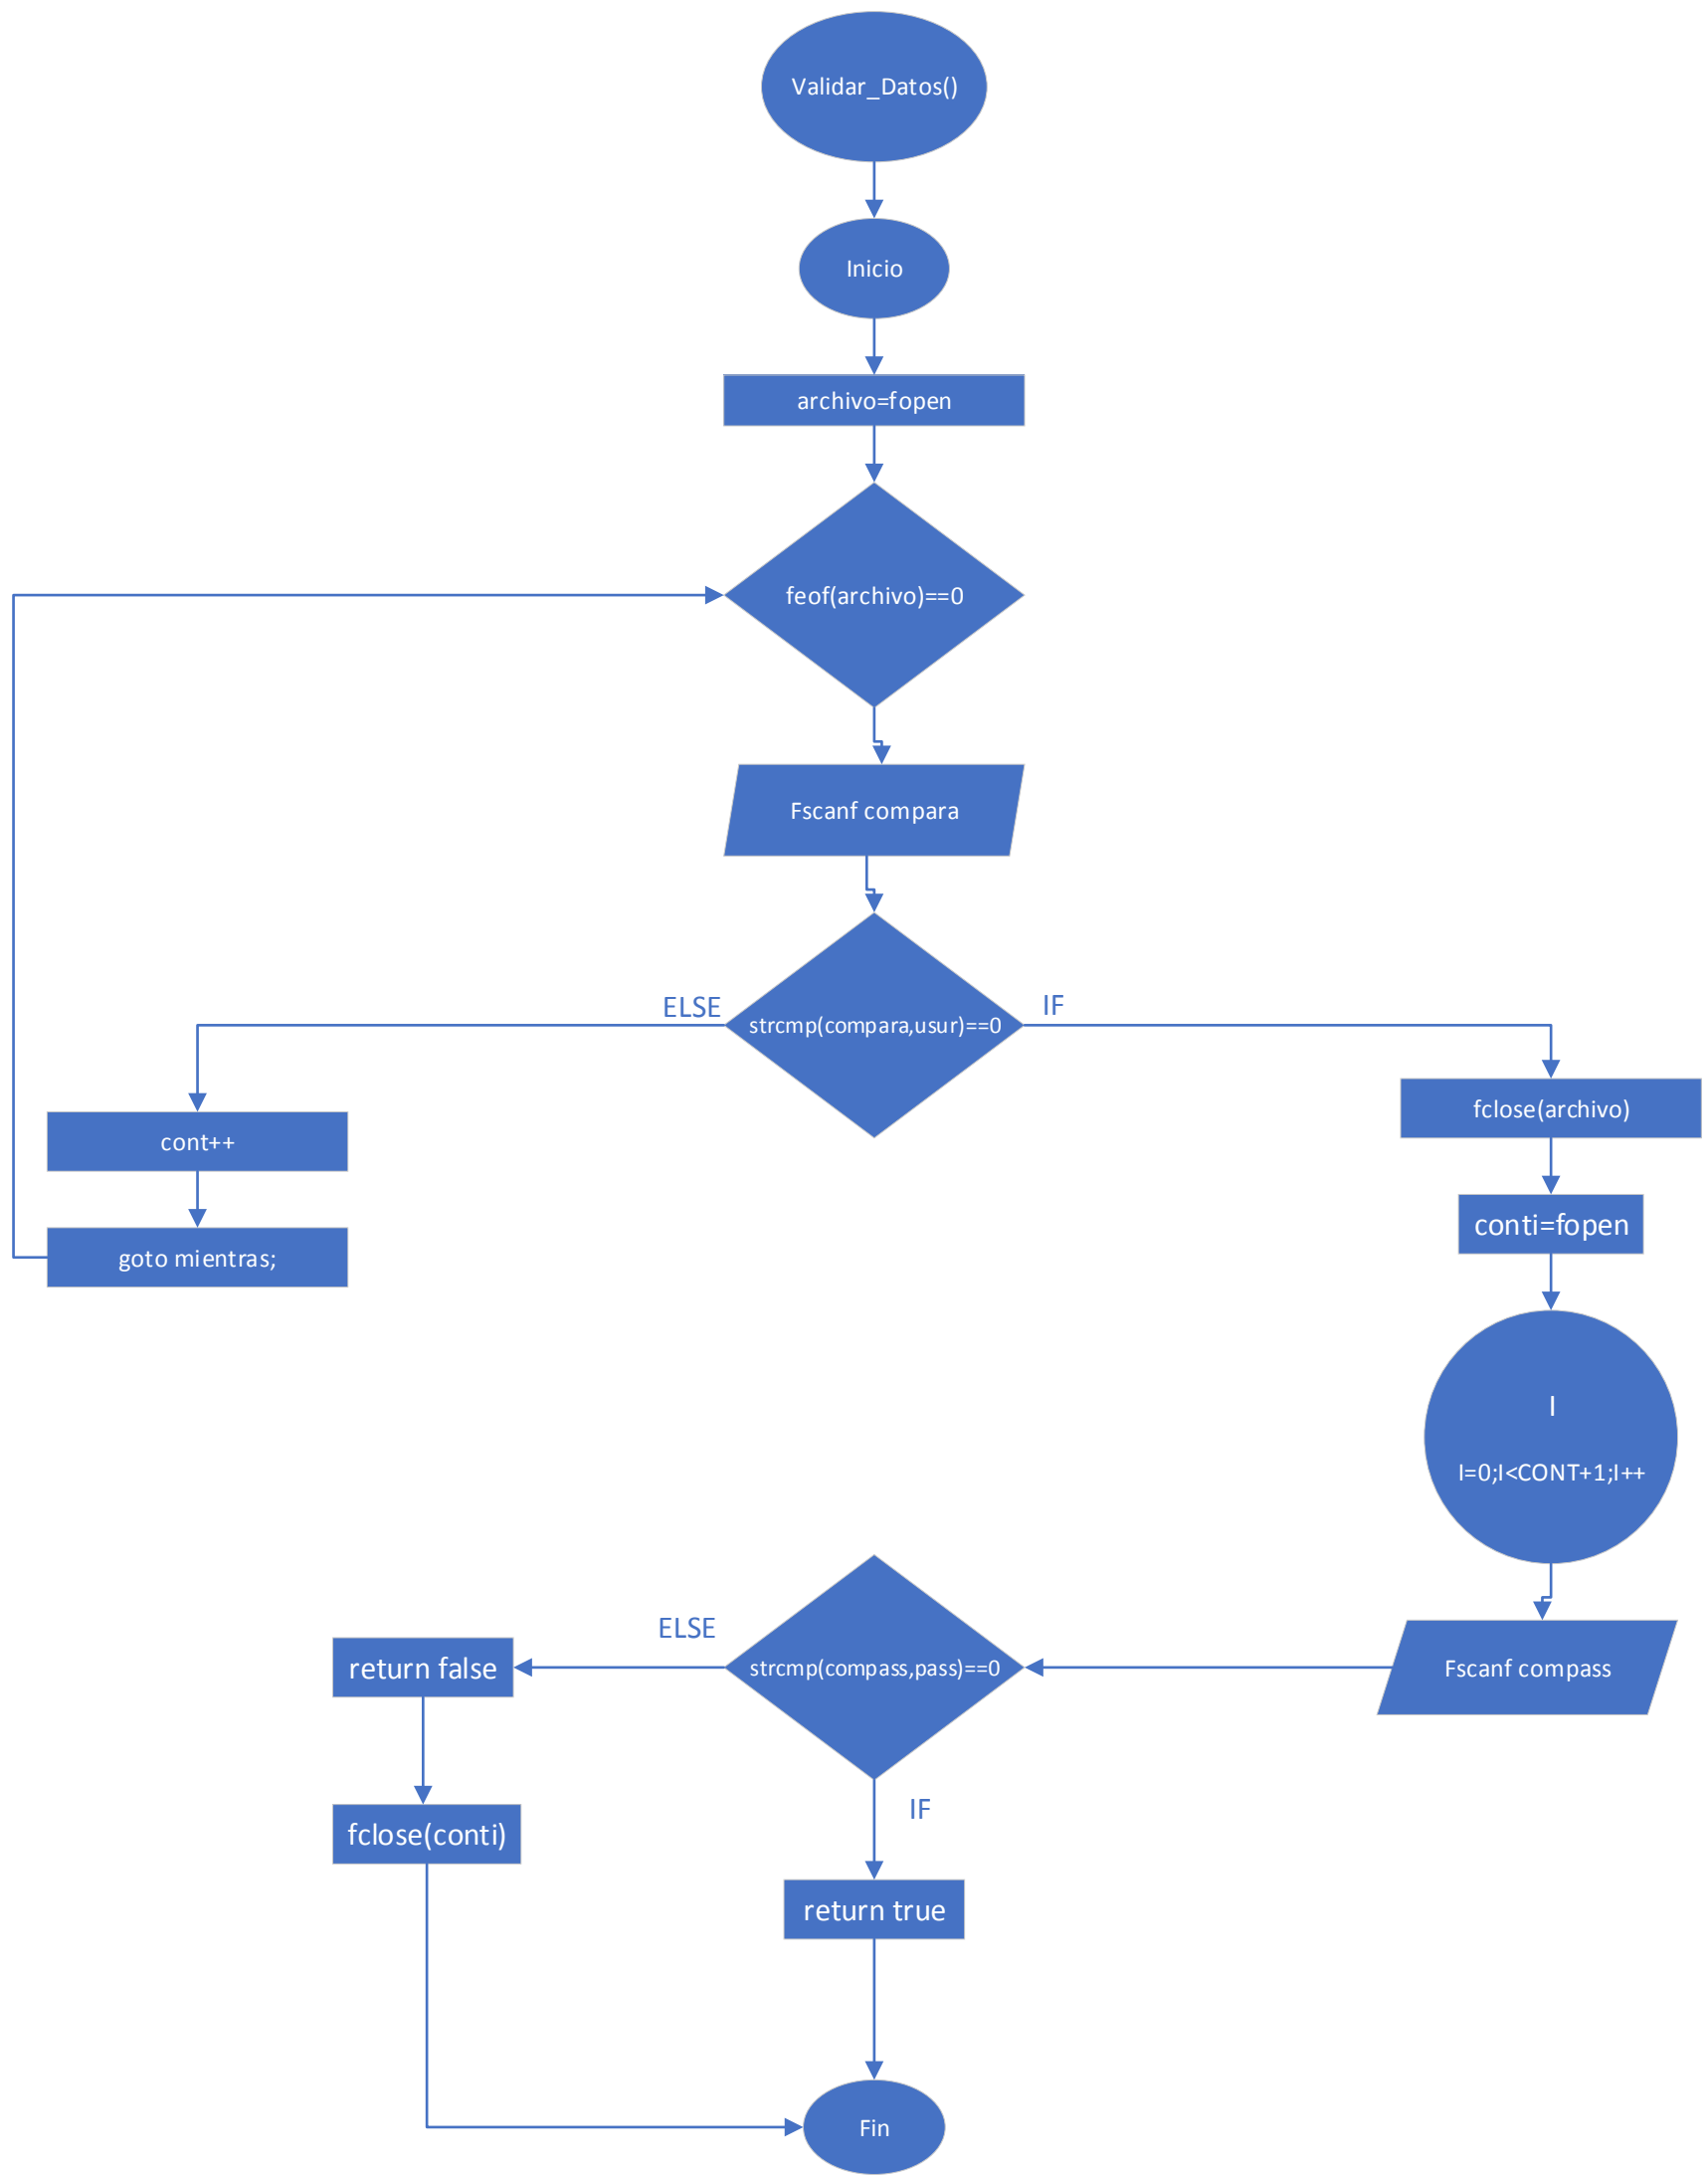 Validar_Datos()
Inicio
archivo=fopen
feof(archivo)==0
Fscanf compara
ELSE
strcmp(compara,usur)==0
IF
cont++
goto mientras;
fclose(archivo)
conti=fopen
I
I=0;I<CONT+1;I++
Fscanf compass
strcmp(compass,pass)==0
ELSE
return false
fclose(conti)
IF
return true
Fin